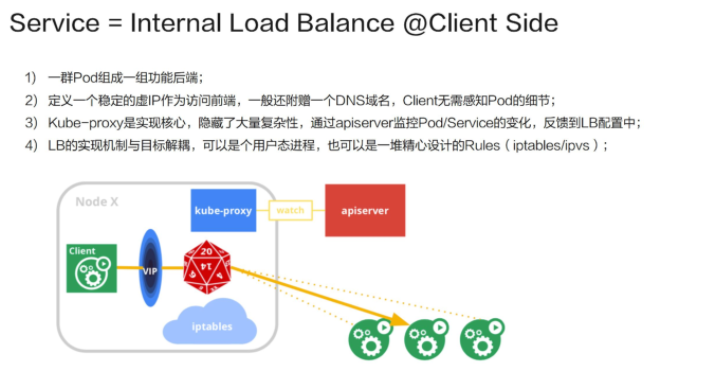 Service = Internal Load Balance @Client Side
1) 一群Pod组成一组功能后端；
2) 定义一个稳定的虚IP作为访问前端，一般还附赠一个DNS域名，Client无需感知Pod的细节；
3) Kube-proxy是实现核心，隐藏了大量复杂性，通过apiserver监控Pod/Service的变化，反馈到LB配置中；
4) LB的实现机制与目标解耦，可以是个用户态进程，也可以是一堆精心设计的Rules（iptables/ipvs）；
Node X
kube-proxy
watch
apiserver
Client
VIP
20
14
iptables